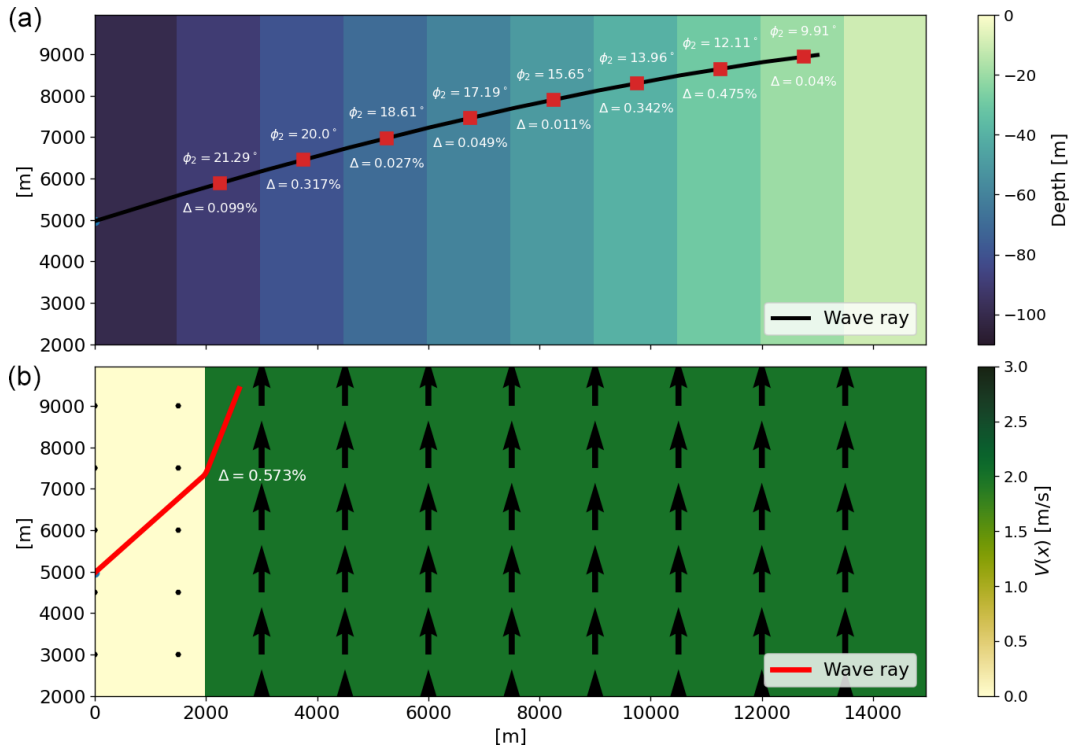 (a)
9000
8000
7000
6000
5000
4000
3000
2000
[m]
ϕ₂ = 21.29°
Δ = 0.099%
ϕ₂ = 20.0°
Δ = 0.317%
ϕ₂ = 18.61°
Δ = 0.027%
ϕ₂ = 17.19°
Δ = 0.049%
ϕ₂ = 15.65°
Δ = 0.011%
ϕ₂ = 13.96°
Δ = 0.342%
ϕ₂ = 12.11°
Δ = 0.475%
ϕ₂ = 9.91°
Δ = 0.04%
Wave ray
0
−20
−40
−60
−80
−100
Depth [m]
(b)
9000
8000
7000
6000
5000
4000
3000
2000
[m]
Δ = 0.573%
Wave ray
0 2000 4000 6000 8000 10000 12000 14000
[m]
3.0
2.5
2.0
1.5
1.0
0.5
0.0
V(x) [m/s]